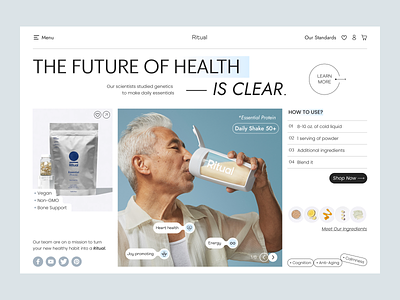 Menu
Ritual
Our Standards
THE FUTURE OF HEALTH
IS CLEAR.
Our scientists studied genetics
to make daily essentials
LEARN
MORE
*Essential Protein
Daily Shake 50+
Ritual
HOW TO USE?
01 8-10 oz. of cold liquid
02 1 serving of powder
03 Additional ingredients
04 Blend it
Shop Now
Ritual
• Vegan
• Non-GMO
• Bone Support
Heart health
Energy
Joy promoting
Meet Our Ingredients
Our team are on a mission to turn
your new healthy habit into a Ritual.
• Cognition
• Anti-Aging
• Calmness